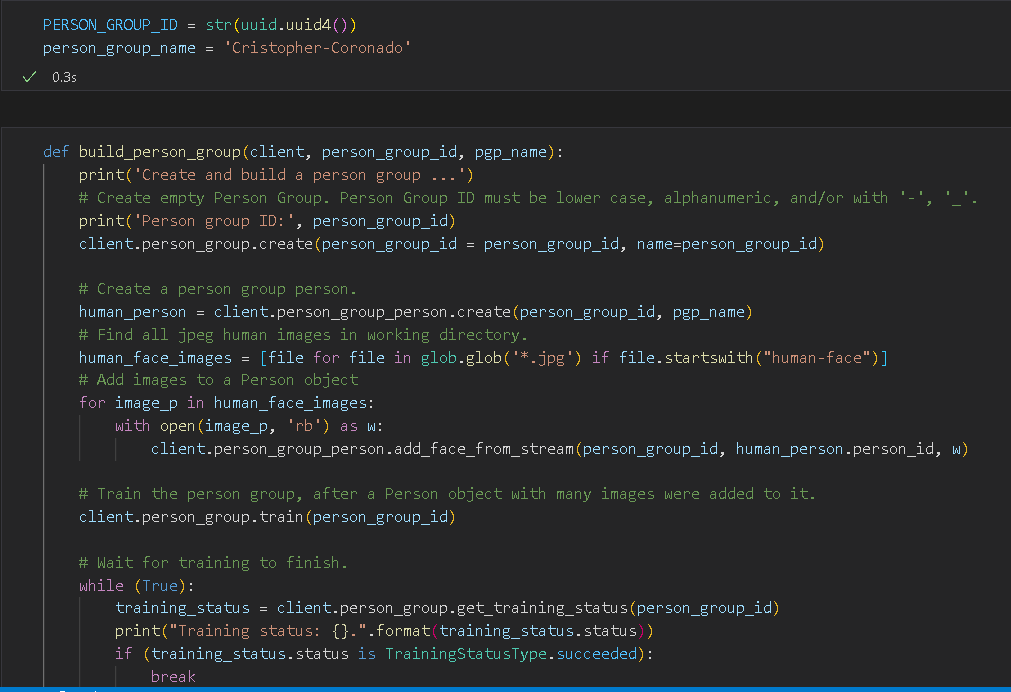 PERSON_GROUP_ID = str(uuid.uuid4())
person_group_name = 'Cristopher-Coronado'
0.3s
def build_person_group(client, person_group_id, pgp_name):
print('Create and build a person group ...')
# Create empty Person Group. Person Group ID must be lower case, alphanumeric, and/or with '-', '_'.
print('Person group ID:', person_group_id)
client.person_group.create(person_group_id = person_group_id, name=person_group_id)
# Create a person group person.
human_person = client.person_group_person.create(person_group_id, pgp_name)
# Find all jpeg human images in working directory.
human_face_images = [file for file in glob.glob('*.jpg') if file.startswith("human-face")]
# Add images to a Person object
for image_p in human_face_images:
with open(image_p, 'rb') as w:
client.person_group_person.add_face_from_stream(person_group_id, human_person.person_id, w)
# Train the person group, after a Person object with many images were added to it.
client.person_group.train(person_group_id)
# Wait for training to finish.
while (True):
training_status = client.person_group.get_training_status(person_group_id)
print("Training status: {}.".format(training_status.status))
if (training_status.status is TrainingStatusType.succeeded):
break